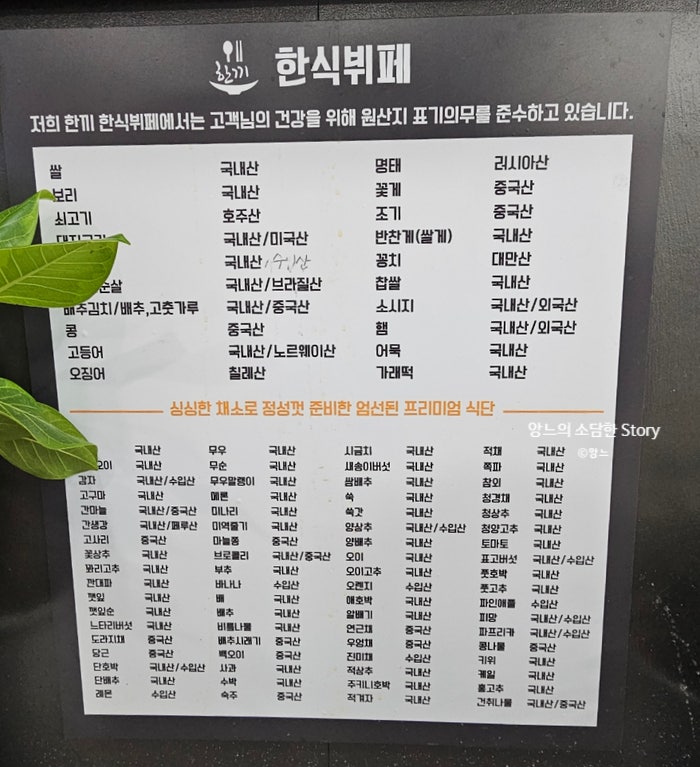 한끼 한식뷔페
저희 한끼 한식뷔페에서는 고객님의 건강을 위해 원산지 표기의무를 준수하고 있습니다.
쌀 국내산 명태 러시아산
보리 국내산 꽃게 중국산
쇠고기 호주산 조기 중국산
국내산/미국산 반찬게(쌀게) 국내산
국내산/수입산 꽁치 대만산
순살 국내산/브라질산 찹쌀 국내산
배추김치/배추,고춧가루 국내산/중국산 소시지 국내산/외국산
콩 중국산 햄 국내산/외국산
고등어 국내산/노르웨이산 어묵 국내산
오징어 칠레산 가래떡 국내산
싱싱한 채소로 정성껏 준비한 엄선된 프리미엄 식단
앙느의 소담한 Story
©앙느
국내산 무우 국내산 시금치 국내산 적채 국내산
오이 국내산 무순 국내산 새송이버섯 국내산 쪽파 국내산
감자 국내산/수입산 무우말랭이 국내산 쌈배추 국내산 참외 국내산
고구마 국내산 메론 국내산 쑥 국내산 청경채 국내산
간마늘 국내산/중국산 미나리 국내산 쑥갓 국내산 청상추 국내산
간생강 국내산/페루산 미역줄기 국내산 양상추 국내산/수입산 청양고추 국내산
고사리 중국산 마늘쫑 중국산 양배추 국내산 토마토 국내산
꽃상추 국내산 브로콜리 국내산/중국산 오이 국내산 표고버섯 국내산/수입산
꽈리고추 국내산 부추 국내산 오이고추 국내산 풋호박 국내산
깐대파 국내산 바나나 수입산 오렌지 수입산 풋고추 국내산
깻잎 국내산 배 국내산 애호박 국내산 파인애플 수입산
깻잎순 국내산 배추 국내산 알배기 국내산 피망 국내산/수입산
느타리버섯 국내산 비름나물 국내산 연근채 중국산 파프리카 국내산/수입산
도라지채 중국산 배추시래기 중국산 우엉채 중국산 콩나물 중국산
당근 중국산 백오이 중국산 진미채 수입산 키위 국내산
단호박 국내산/수입산 사과 국내산 적상추 국내산 케일 국내산
단배추 국내산 수박 국내산 주키니호박 국내산 홍고추 국내산
레몬 수입산 숙주 중국산 적겨자 국내산 건취나물 국내산/중국산